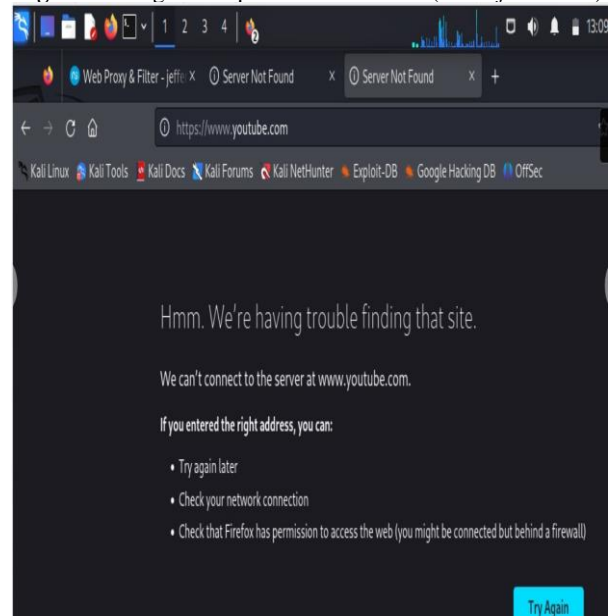 1 2 3 4
13:09
Web Proxy & Filter - jeffe
Server Not Found
Server Not Found
https://www.youtube.com
Kali Linux Kali Tools Kali Docs Kali Forums Kali NetHunter Exploit-DB Google Hacking DB OffSec
Hmm. We're having trouble finding that site.
We can't connect to the server at www.youtube.com.
If you entered the right address, you can:
• Try again later
• Check your network connection
• Check that Firefox has permission to access the web (you might be connected but behind a firewall)
Try Again